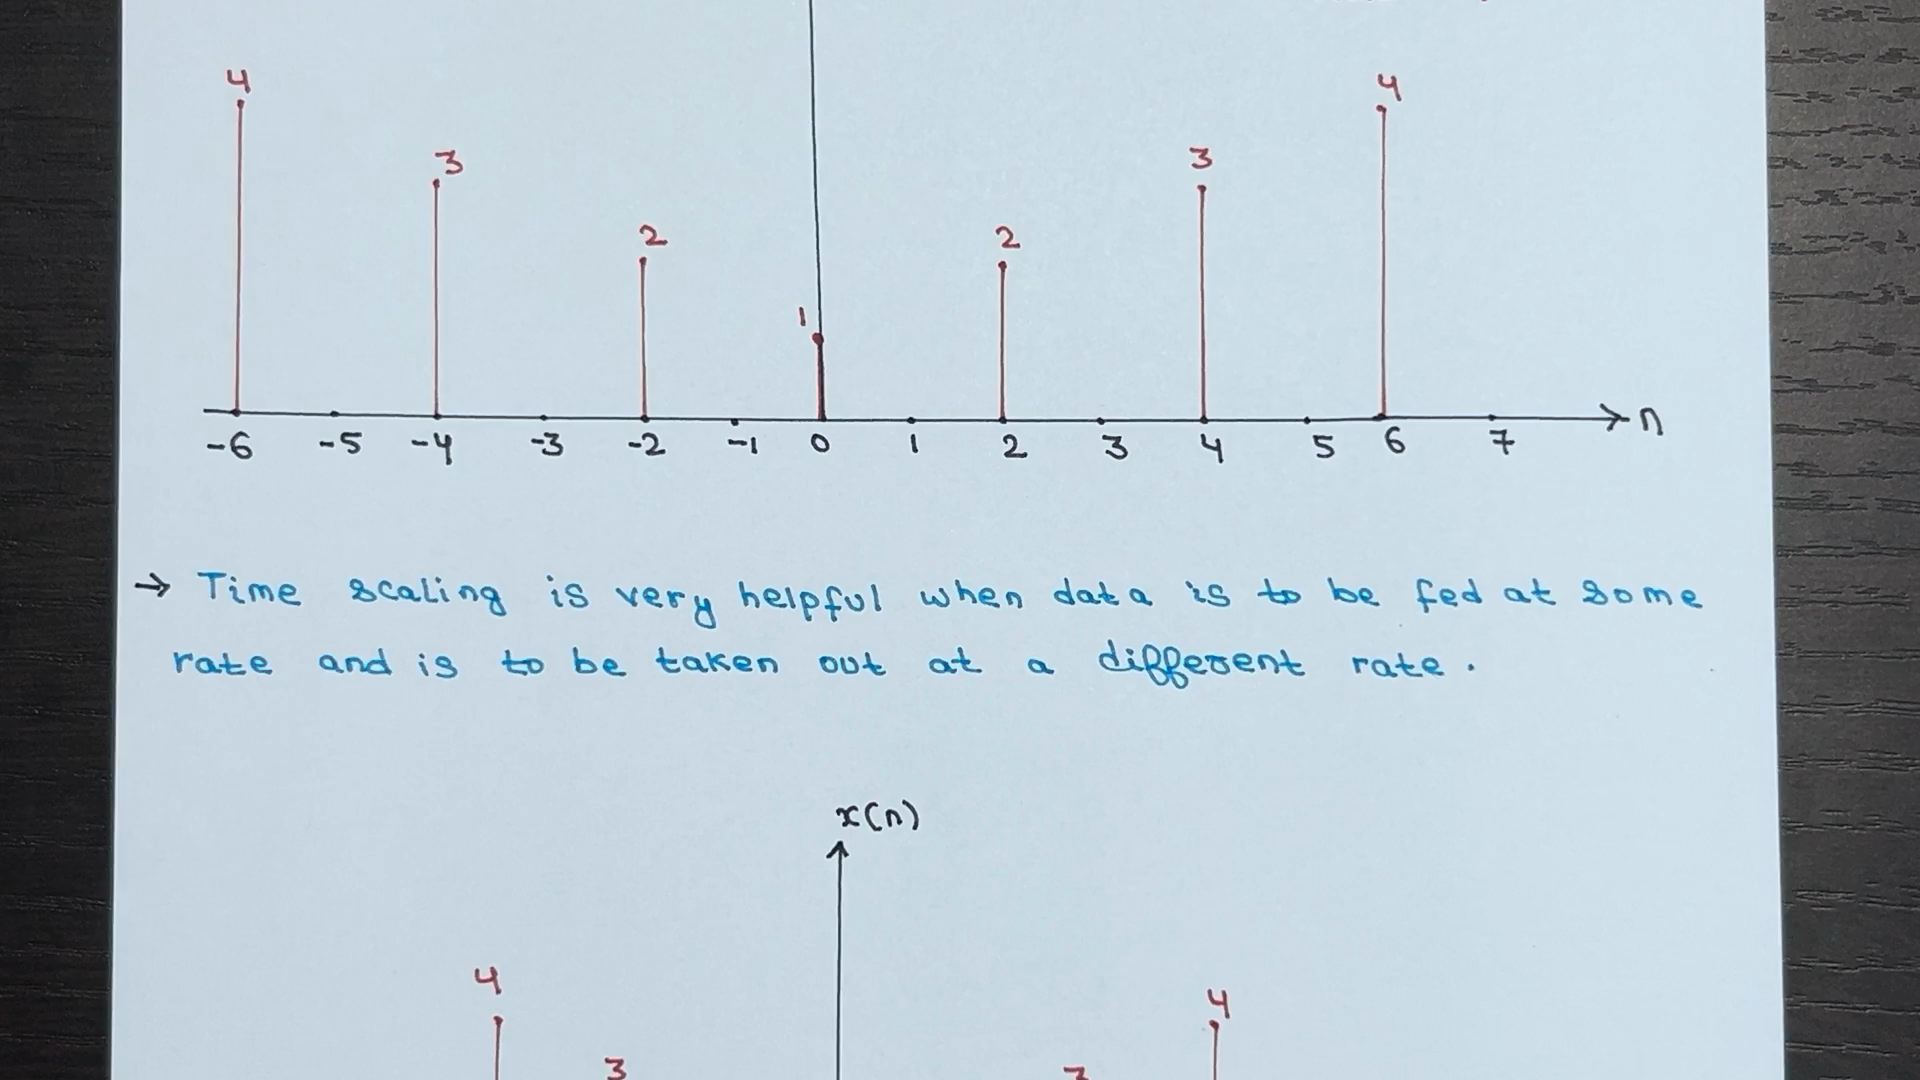 4 4
3 3
2 2
1
-6 -5 -4 -3 -2 -1 0 1 2 3 4 5 6 7 n
→ Time scaling is very helpful when data is to be fed at some
rate and is to be taken out at a different rate.
x(n)
4 4
3